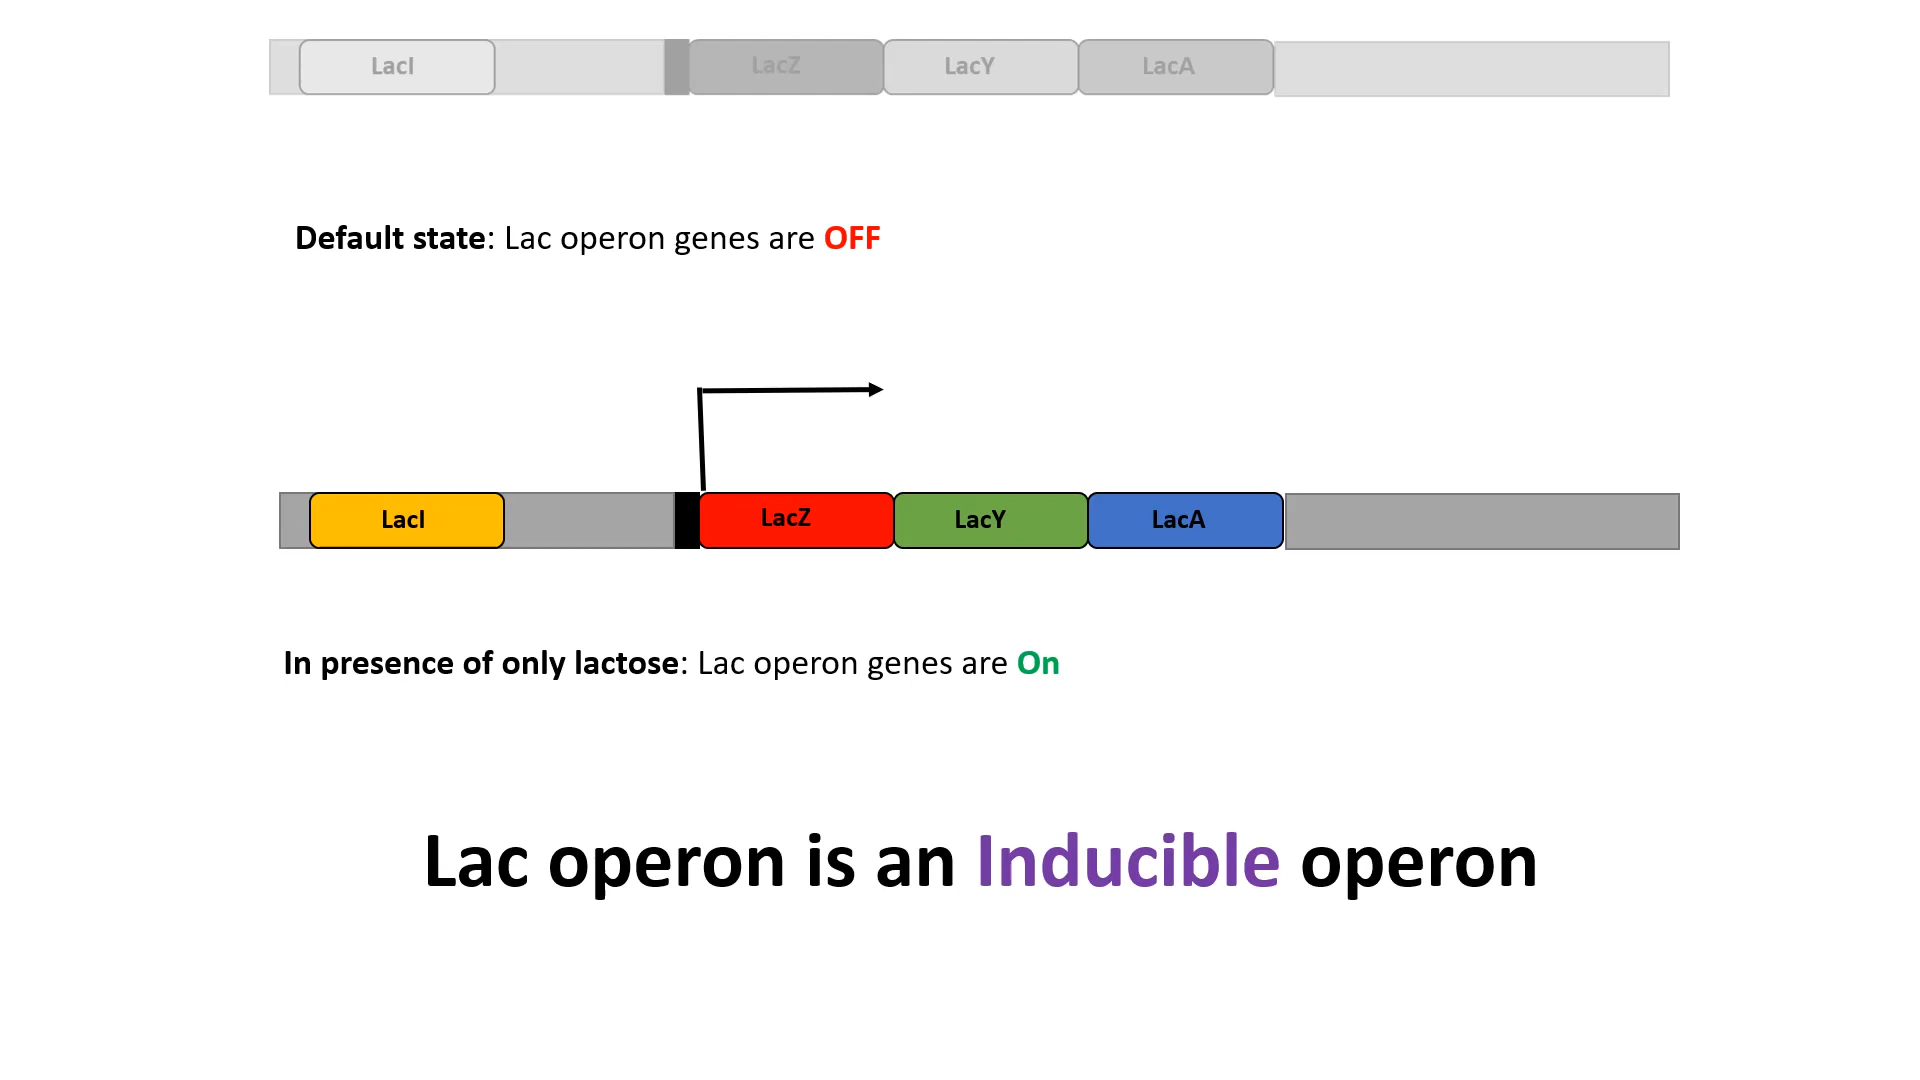 LacI LacZ LacY LacA
Default state: Lac operon genes are OFF
LacI LacZ LacY LacA
In presence of only lactose: Lac operon genes are On
Lac operon is an Inducible operon